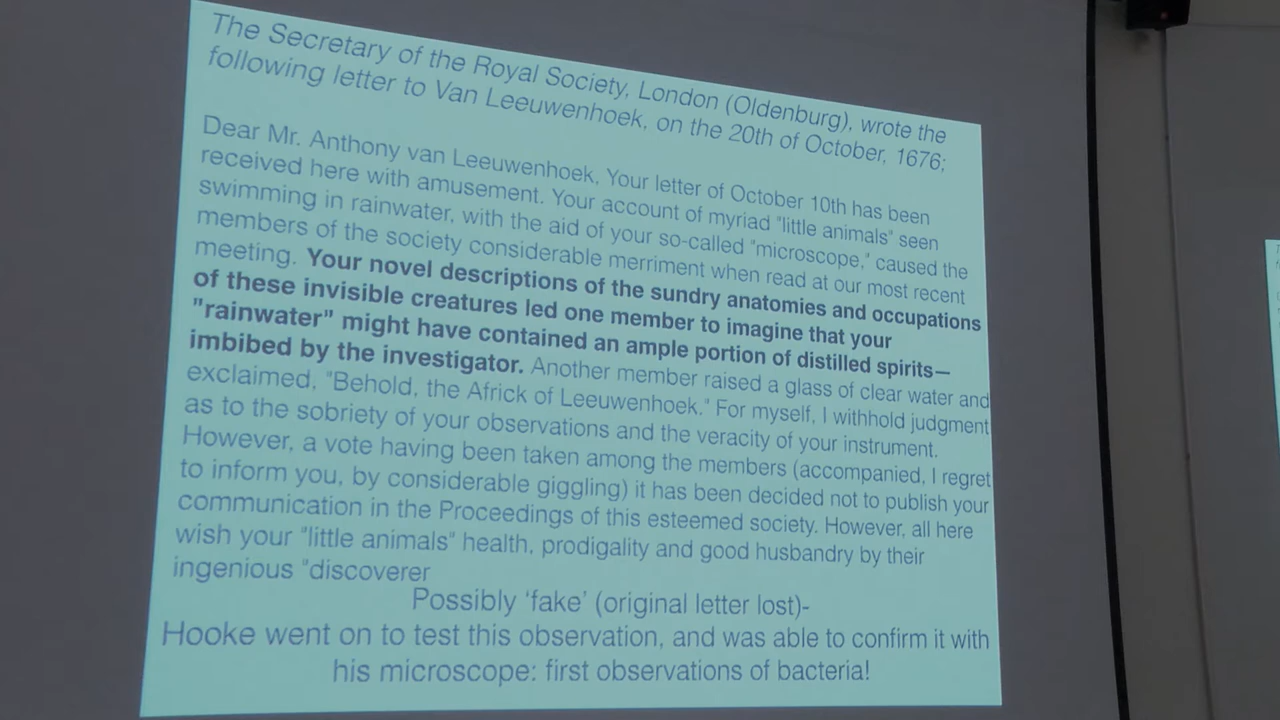 The Secretary of the Royal Society, London (Oldenburg), wrote the
following letter to Van Leeuwenhoek, on the 20th of October, 1676;
Dear Mr. Anthony van Leeuwenhoek, Your letter of October 10th has been
received here with amusement. Your account of myriad "little animals" seen
swimming in rainwater, with the aid of your so-called "microscope," caused the
members of the society considerable merriment when read at our most recent
meeting. Your novel descriptions of the sundry anatomies and occupations
of these invisible creatures led one member to imagine that your
"rainwater" might have contained an ample portion of distilled spirits—
imbibed by the investigator. Another member raised a glass of clear water and
exclaimed, "Behold, the Africk of Leeuwenhoek." For myself, I withhold judgment
as to the sobriety of your observations and the veracity of your instrument.
However, a vote having been taken among the members (accompanied, I regret
to inform you, by considerable giggling) it has been decided not to publish your
communication in the Proceedings of this esteemed society. However, all here
wish your "little animals" health, prodigality and good husbandry by their
ingenious "discoverer
Possibly 'fake' (original letter lost)-
Hooke went on to test this observation, and was able to confirm it with
his microscope: first observations of bacteria!